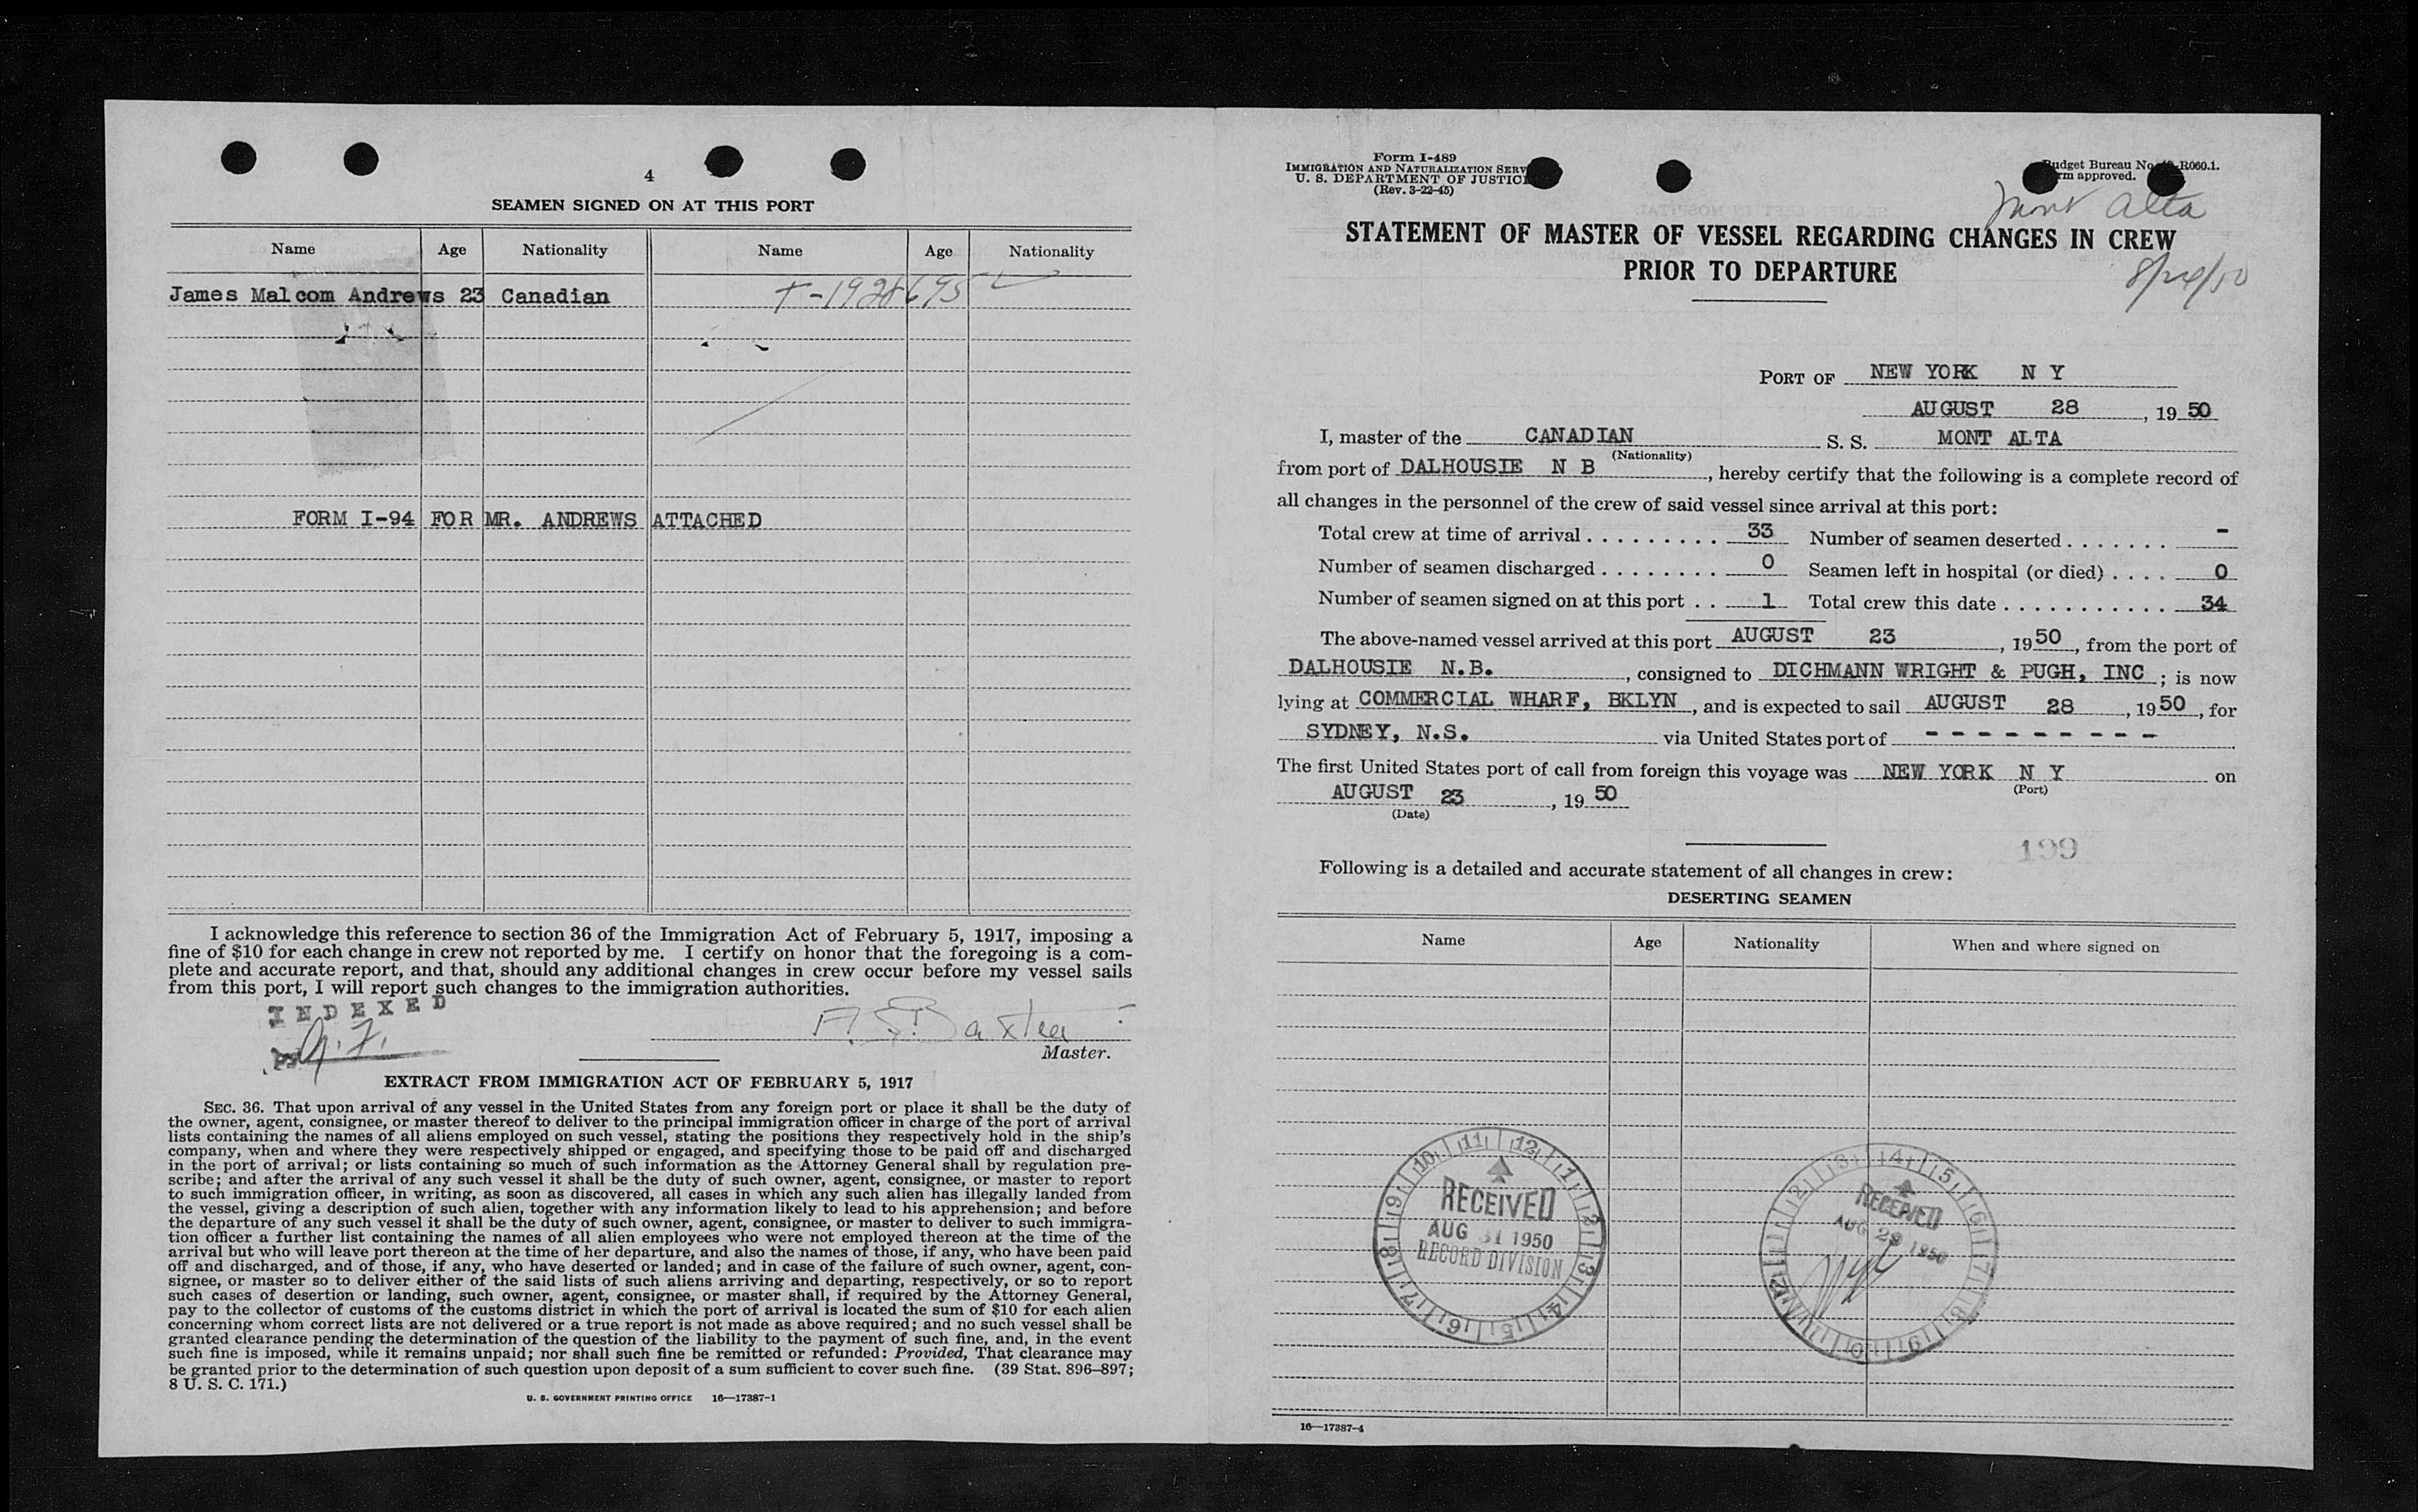 4
SEAMEN SIGNED ON AT THIS PORT
Name Age Nationality Name Age Nationality
James Malcom Andrews 23 Canadian T-1928695
FORM I-94 FOR MR. ANDREWS ATTACHED
I acknowledge this reference to section 36 of the Immigration Act of February 5, 1917, imposing a
fine of $10 for each change in crew not reported by me. I certify on honor that the foregoing is a com-
plete and accurate report, and that, should any additional changes in crew occur before my vessel sails
from this port, I will report such changes to the immigration authorities.
INDEXED
Baxter
Master.
EXTRACT FROM IMMIGRATION ACT OF FEBRUARY 5, 1917
SEC. 36. That upon arrival of any vessel in the United States from any foreign port or place it shall be the duty of
the owner, agent, consignee, or master thereof to deliver to the principal immigration officer in charge of the port of arrival
lists containing the names of all aliens employed on such vessel, stating the positions they respectively hold in the ship's
company, when and where they were respectively shipped or engaged, and specifying those to be paid off and discharged
in the port of arrival; or lists containing so much of such information as the Attorney General shall by regulation pre-
scribe; and after the arrival of any such vessel it shall be the duty of such owner, agent, consignee, or master to report
to such immigration officer, in writing, as soon as discovered, all cases in which any such alien has illegally landed from
the vessel, giving a description of such alien, together with any information likely to lead to his apprehension; and before
the departure of any such vessel it shall be the duty of such owner, agent, consignee, or master to deliver to such immigra-
tion officer a further list containing the names of all alien employees who were not employed thereon at the time of the
arrival but who will leave port thereon at the time of her departure, and also the names of those, if any, who have been paid
off and discharged, and of those, if any, who have deserted or landed; and in case of the failure of such owner, agent, con-
signee, or master so to deliver either of the said lists of such aliens arriving and departing, respectively, or so to report
such cases of desertion or landing, such owner, agent, consignee, or master shall, if required by the Attorney General,
pay to the collector of customs of the customs district in which the port of arrival is located the sum of $10 for each alien
concerning whom correct lists are not delivered or a true report is not made as above required; and no such vessel shall be
granted clearance pending the determination of the question of the liability to the payment of such fine, and, in the event
such fine is imposed, while it remains unpaid; nor shall such fine be remitted or refunded: Provided, That clearance may
be granted prior to the determination of such question upon deposit of a sum sufficient to cover such fine. (39 Stat. 896–897;
8 U. S. C. 171.)
U. S. GOVERNMENT PRINTING OFFICE 16—17387-1
Form I-489
IMMIGRATION AND NATURALIZATION SERV
U. S. DEPARTMENT OF JUSTIC
(Rev. 3-22-45)
udget Bureau No. R060.1.
rm approved.
Mont Alta
STATEMENT OF MASTER OF VESSEL REGARDING CHANGES IN CREW
PRIOR TO DEPARTURE
PORT OF NEW YORK N Y
AUGUST 28, 1950
I, master of the CANADIAN S. S. MONT ALTA
(Nationality)
from port of DALHOUSIE N B, hereby certify that the following is a complete record of
all changes in the personnel of the crew of said vessel since arrival at this port:
Total crew at time of arrival . . . . . . . . . 33 Number of seamen deserted . . . . . . . -
Number of seamen discharged . . . . . . . . 0 Seamen left in hospital (or died) . . . . 0
Number of seamen signed on at this port . . 1 Total crew this date . . . . . . . . . . . 34
The above-named vessel arrived at this port AUGUST 23, 1950, from the port of
DALHOUSIE N.B., consigned to DICHMANN WRIGHT & PUGH, INC; is now
lying at COMMERCIAL WHARF, BKLYN, and is expected to sail AUGUST 28, 1950, for
SYDNEY, N.S. via United States port of - - - - - - - - -
The first United States port of call from foreign this voyage was NEW YORK N Y on
(Port)
AUGUST 23, 1950
(Date)
199
Following is a detailed and accurate statement of all changes in crew:
DESERTING SEAMEN
Name Age Nationality When and where signed on
RECEIVED
AUG 31 1950
RECORD DIVISION
RECEIVED
AUG 29 1950
16—17387-4